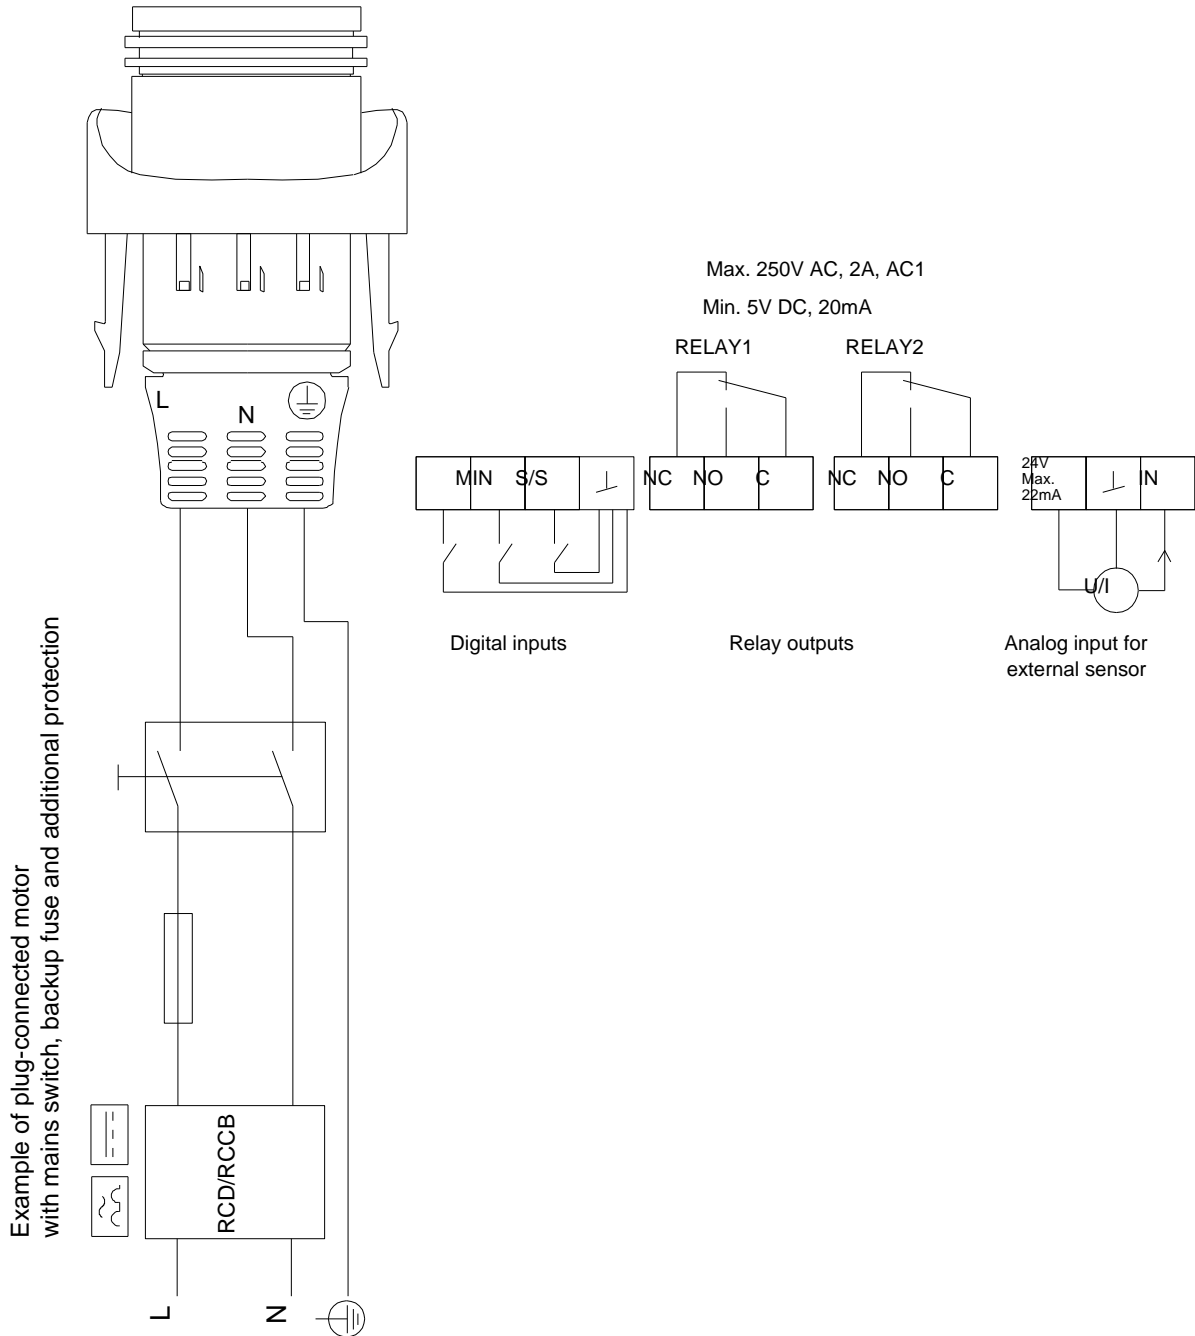 Max. 250V AC, 2A, AC1
Min. 5V DC, 20mA
RELAY1 RELAY2
L
N
MIN S/S NC NO C NC NO C 24V Max. 22mA IN
U/I
Digital inputs Relay outputs Analog input for
external sensor
Example of plug-connected motor
with mains switch, backup fuse and additional protection
RCD/RCCB
L N